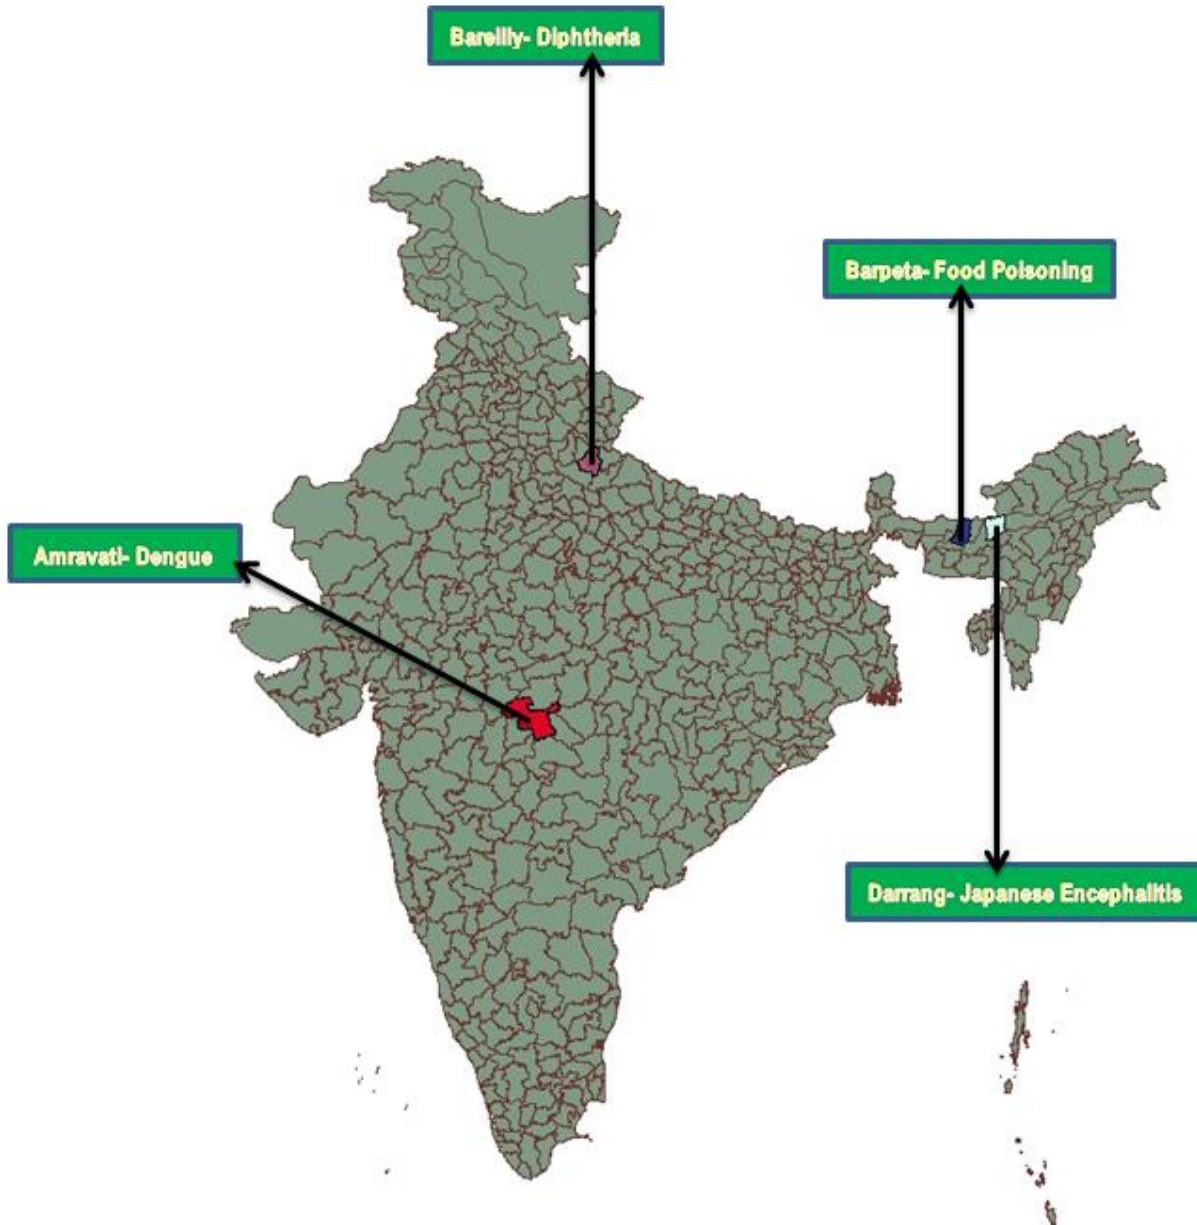 Bareilly- Diphtheria
Barpeta- Food Poisoning
Amravati- Dengue
Darrang- Japanese Encephalitis